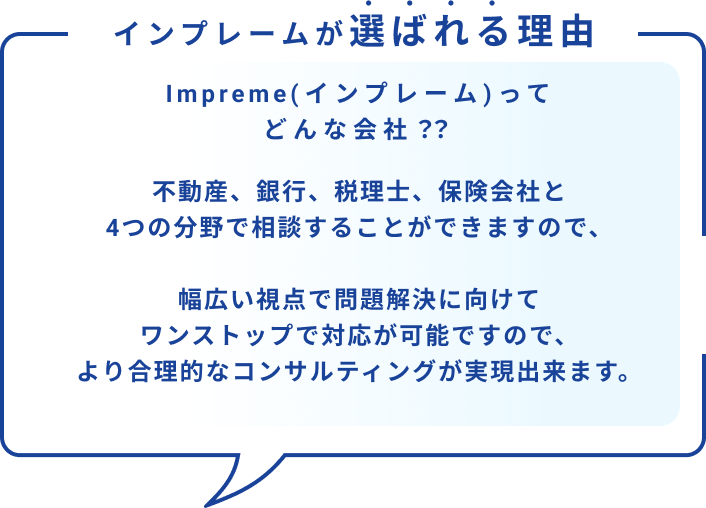 インプレームが選ばれる理由
Impreme(インプレーム)って
どんな会社??
不動産、銀行、税理士、保険会社と
4つの分野で相談することができますので、
幅広い視点で問題解決に向けて
ワンストップで対応が可能ですので、
より合理的なコンサルティングが実現出来ます。